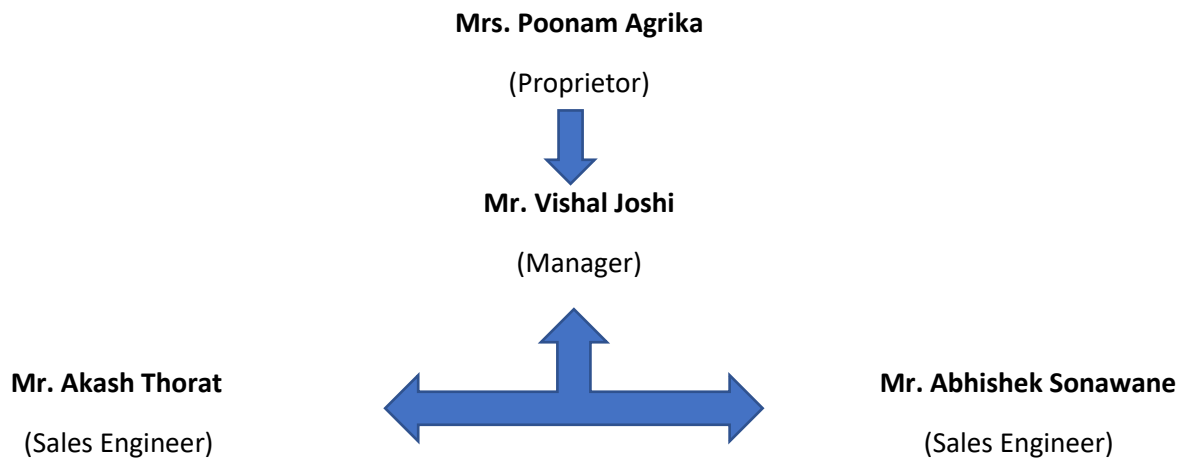 Mrs. Poonam Agrika
(Proprietor)
Mr. Vishal Joshi
(Manager)
Mr. Akash Thorat
(Sales Engineer)
Mr. Abhishek Sonawane
(Sales Engineer)